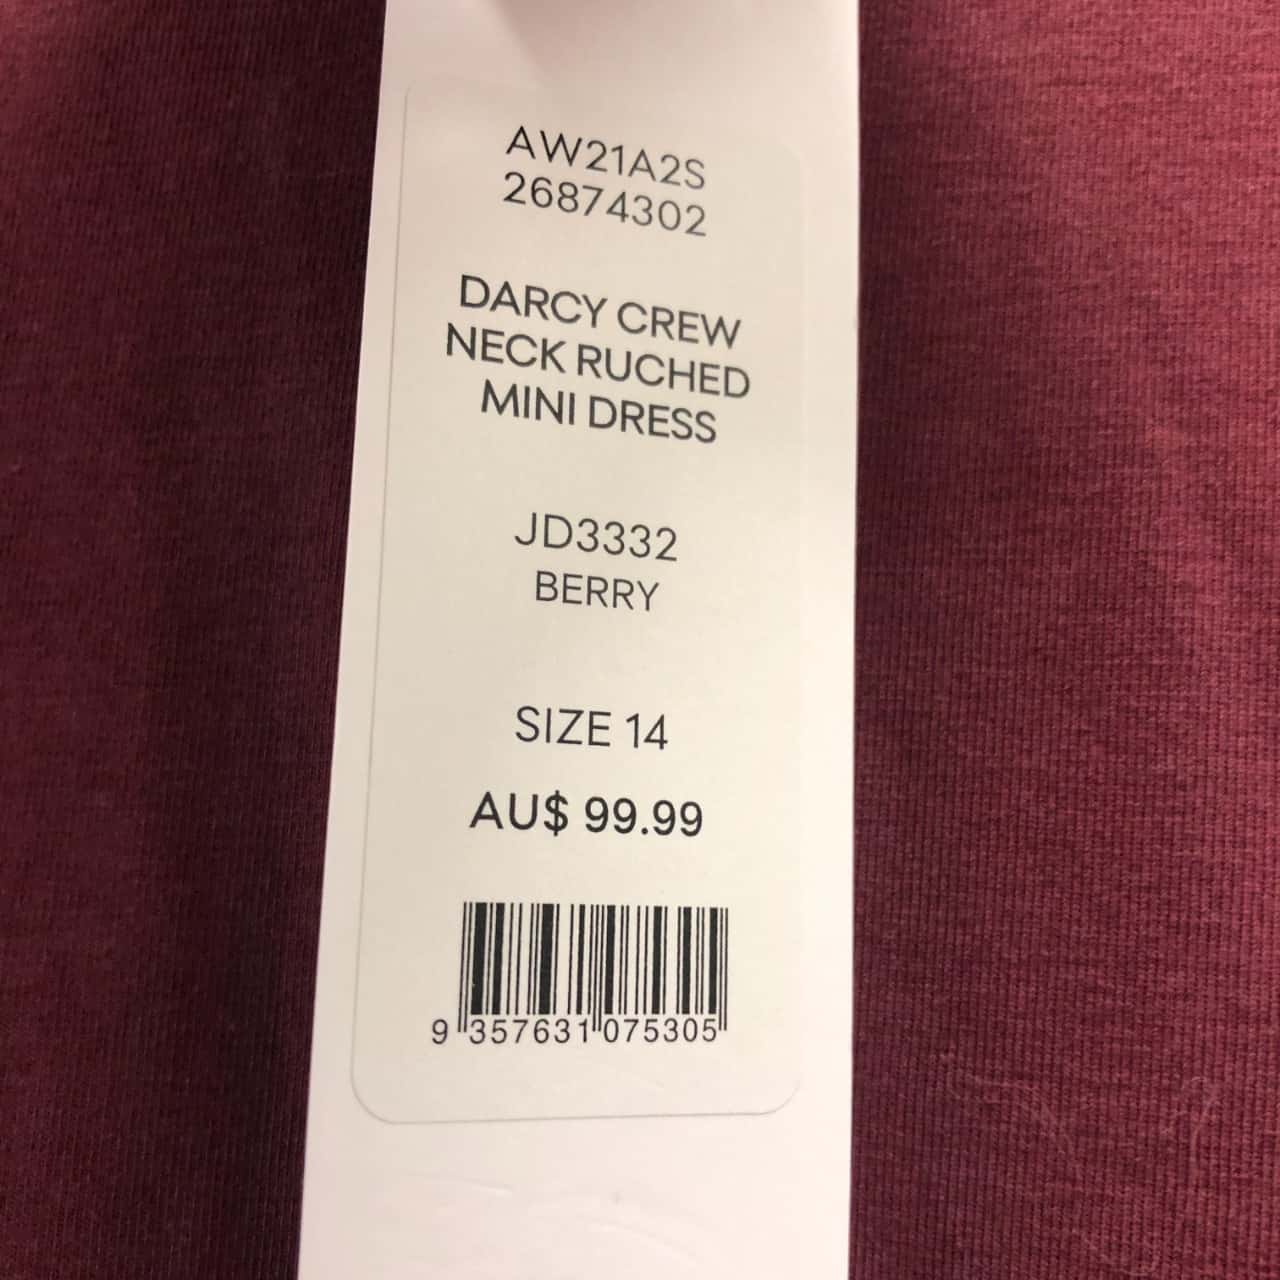 AW21A2S
26874302
DARCY CREW
NECK RUCHED
MINI DRESS
JD3332
BERRY
SIZE 14
AU$ 99.99
9 357631 075305